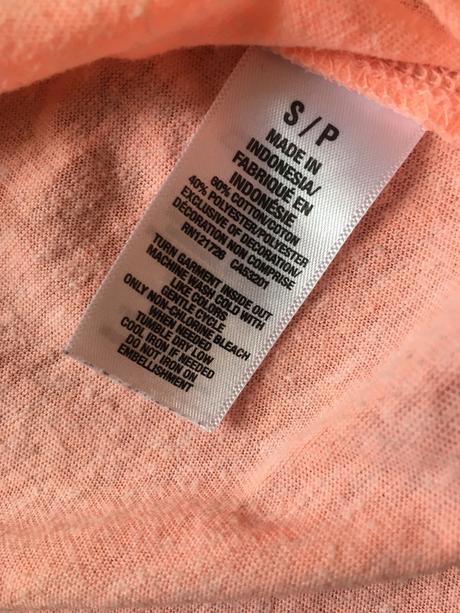 S / P
MADE IN
INDONESIA/
FABRIQUÉ EN
INDONÉSIE
60% COTTON/COTON
40% POLYESTER/POLYESTER
EXCLUSIVE OF DECORATION/
DÉCORATION NON COMPRISE
RN121726 CA55201
TURN GARMENT INSIDE OUT
MACHINE WASH COLD WITH
LIKE COLORS
GENTLE CYCLE
ONLY NON-CHLORINE BLEACH
WHEN NEEDED
TUMBLE DRY LOW
COOL IRON IF NEEDED
DO NOT IRON ON
EMBELLISHMENT